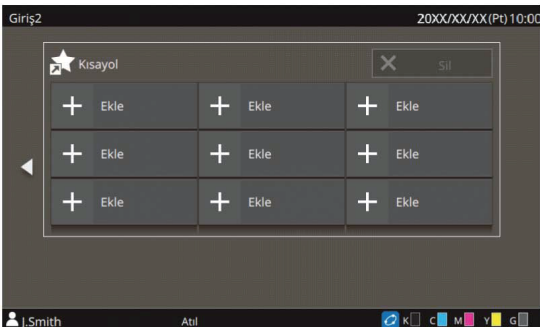 Giriş2 20XX/XX/XX(Pt)10:00
Kısayol Sil
Ekle Ekle Ekle
Ekle Ekle Ekle
Ekle Ekle Ekle
J.Smith Atıl K C M Y G